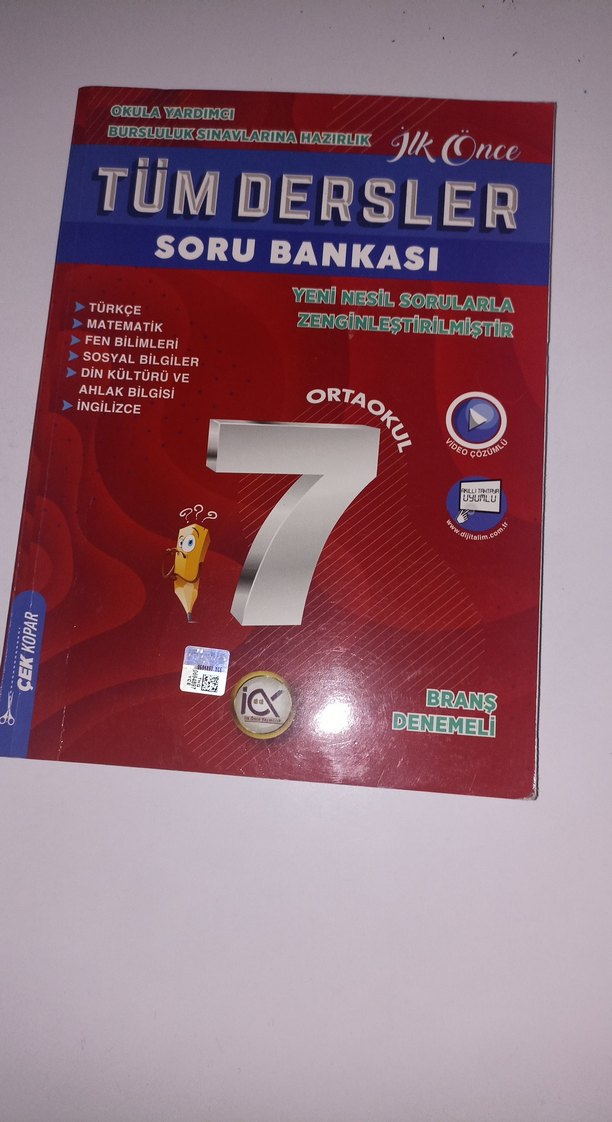 OKULA YARDIMCI
BURSLULUK SINAVLARINA HAZIRLIK
İlk Önce
TÜM DERSLER
SORU BANKASI
YENİ NESİL SORULARLA
ZENGİNLEŞTİRİLMİŞTİR
TÜRKÇE
MATEMATİK
FEN BİLİMLERİ
SOSYAL BİLGİLER
DİN KÜLTÜRÜ VE
AHLAK BİLGİSİ
İNGİLİZCE
ORTAOKUL
7
VİDEO ÇÖZÜMLÜ
AKILLI TAHTAYA
UYUMLU
www.dijitalim.com.tr
???
ÇEK KOPAR
BRANŞ
DENEMELİ